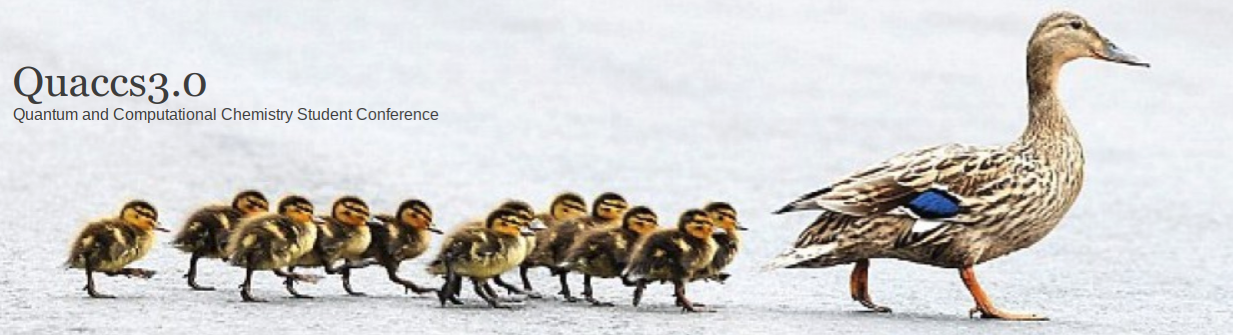 Quaccs3.0
Quantum and Computational Chemistry Student Conference